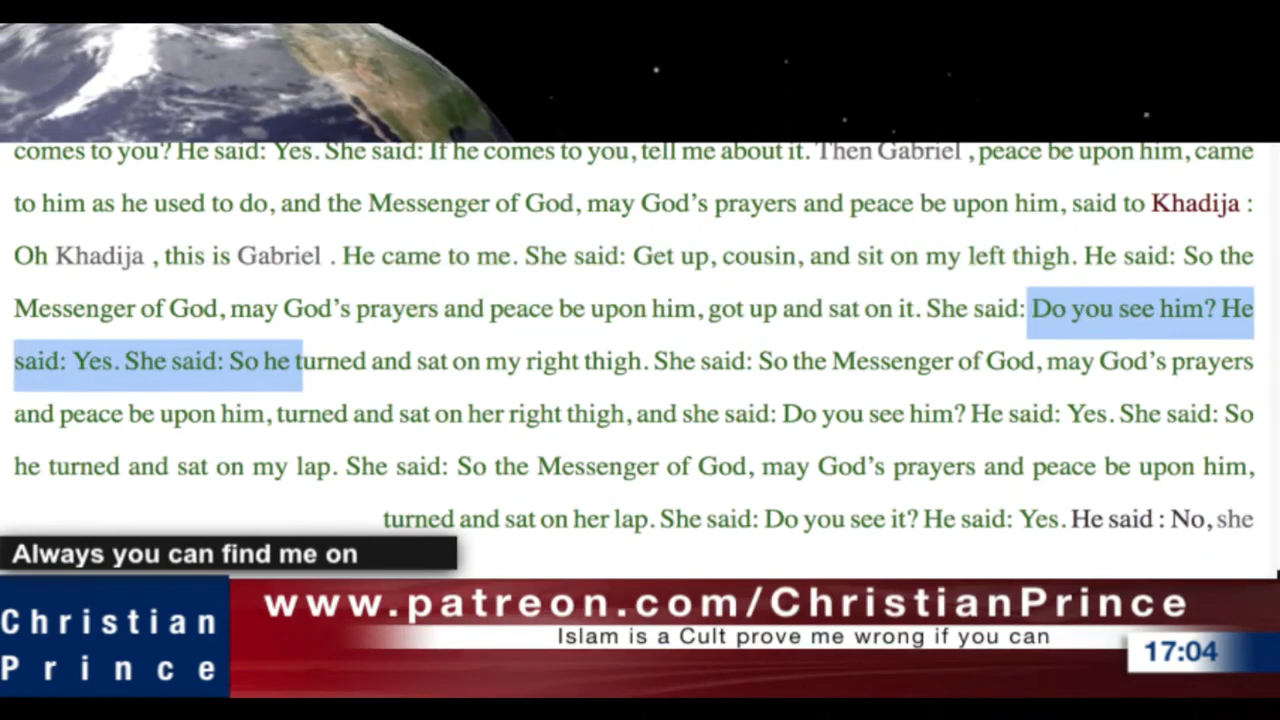 comes to you? He said: Yes. She said: If he comes to you, tell me about it. Then Gabriel , peace be upon him, came
to him as he used to do, and the Messenger of God, may God’s prayers and peace be upon him, said to Khadija :
Oh Khadija , this is Gabriel . He came to me. She said: Get up, cousin, and sit on my left thigh. He said: So the
Messenger of God, may God’s prayers and peace be upon him, got up and sat on it. She said: Do you see him? He
said: Yes. She said: So he turned and sat on my right thigh. She said: So the Messenger of God, may God’s prayers
and peace be upon him, turned and sat on her right thigh, and she said: Do you see him? He said: Yes. She said: So
he turned and sat on my lap. She said: So the Messenger of God, may God’s prayers and peace be upon him,
turned and sat on her lap. She said: Do you see it? He said: Yes. He said : No, she
Always you can find me on
Christian
Prince
www.patreon.com/ChristianPrince
Islam is a Cult prove me wrong if you can
17:04